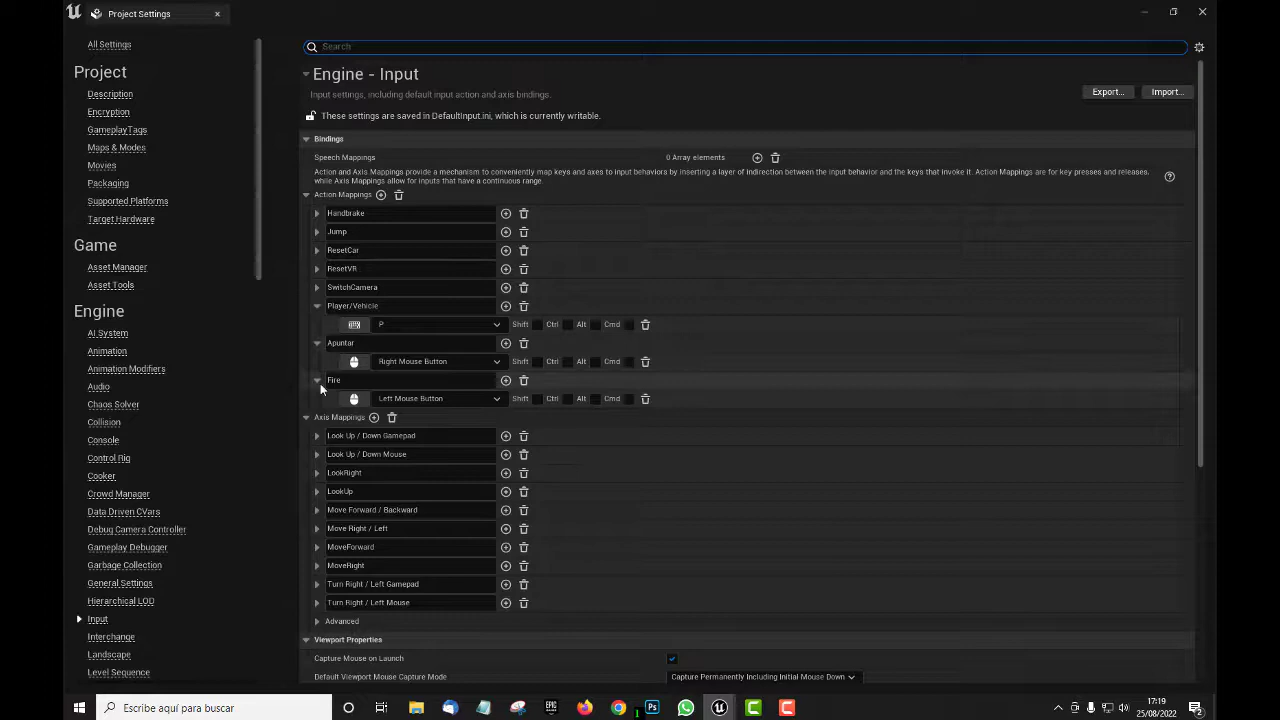 Project Settings
All Settings
Project
Description
Encryption
GameplayTags
Maps & Modes
Movies
Packaging
Supported Platforms
Target Hardware
Game
Asset Manager
Asset Tools
Engine
AI System
Animation
Animation Modifiers
Audio
Chaos Solver
Collision
Console
Control Rig
Cooker
Crowd Manager
Data Driven CVars
Debug Camera Controller
Gameplay Debugger
Garbage Collection
General Settings
Hierarchical LOD
Input
Interchange
Landscape
Level Sequence
Search
Engine - Input
Input settings, including default input action and axis bindings.
Export...
Import...
These settings are saved in DefaultInput.ini, which is currently writable.
Bindings
Speech Mappings
0 Array elements
Action and Axis Mappings provide a mechanism to conveniently map keys and axes to input behaviors by inserting a layer of indirection between the input behavior and the keys that invoke it. Action Mappings are for key presses and releases,
while Axis Mappings allow for inputs that have a continuous range.
Action Mappings
Handbrake
Jump
ResetCar
ResetVR
SwitchCamera
Player/Vehicle
P Shift Ctrl Alt Cmd
Apuntar
Right Mouse Button Shift Ctrl Alt Cmd
Fire
Left Mouse Button Shift Ctrl Alt Cmd
Axis Mappings
Look Up / Down Gamepad
Look Up / Down Mouse
LookRight
LookUp
Move Forward / Backward
Move Right / Left
MoveForward
MoveRight
Turn Right / Left Gamepad
Turn Right / Left Mouse
Advanced
Viewport Properties
Capture Mouse on Launch
Default Viewport Mouse Capture Mode
Capture Permanently Including Initial Mouse Down
Escribe aquí para buscar
17:19
25/08/2022